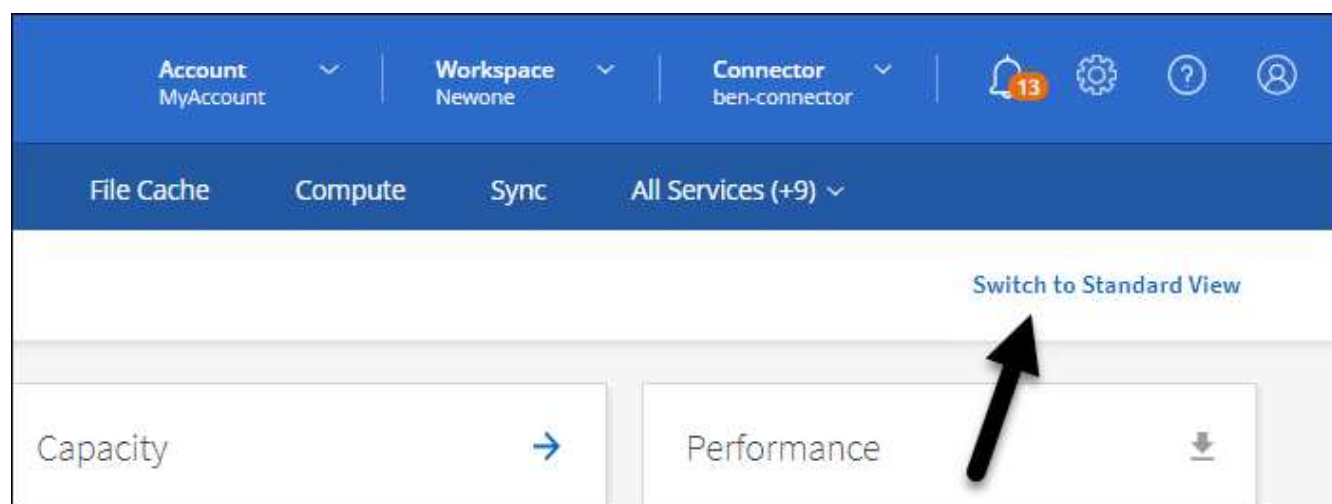 Account Workspace Connector
MyAccount Newone ben-connector 13
File Cache Compute Sync All Services (+9)
Switch to Standard View
Capacity Performance